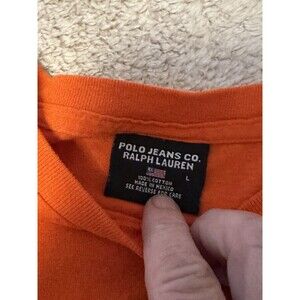 POLO JEANS CO.
RALPH LAUREN
L
100% COTTON
MADE IN MEXICO
SEE REVERSE FOR CARE